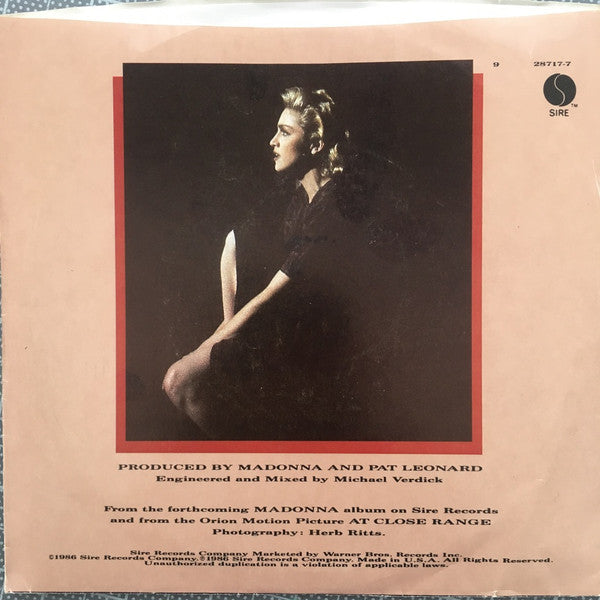 9 28717-7
SIRE
TM
PRODUCED BY MADONNA AND PAT LEONARD
Engineered and Mixed by Michael Verdick
From the forthcoming MADONNA album on Sire Records
and from the Orion Motion Picture AT CLOSE RANGE
Photography: Herb Ritts.
Sire Records Company Marketed by Warner Bros. Records Inc.
©1986 Sire Records Company. ℗1986 Sire Records Company. Made in U.S.A. All Rights Reserved.
Unauthorized duplication is a violation of applicable laws.